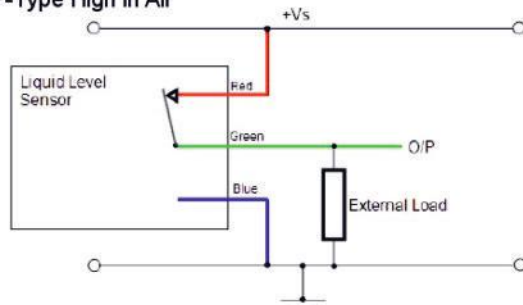 -Type High in Air
+Vs
Liquid Level
Sensor
Red
Green
O/P
Blue
External Load